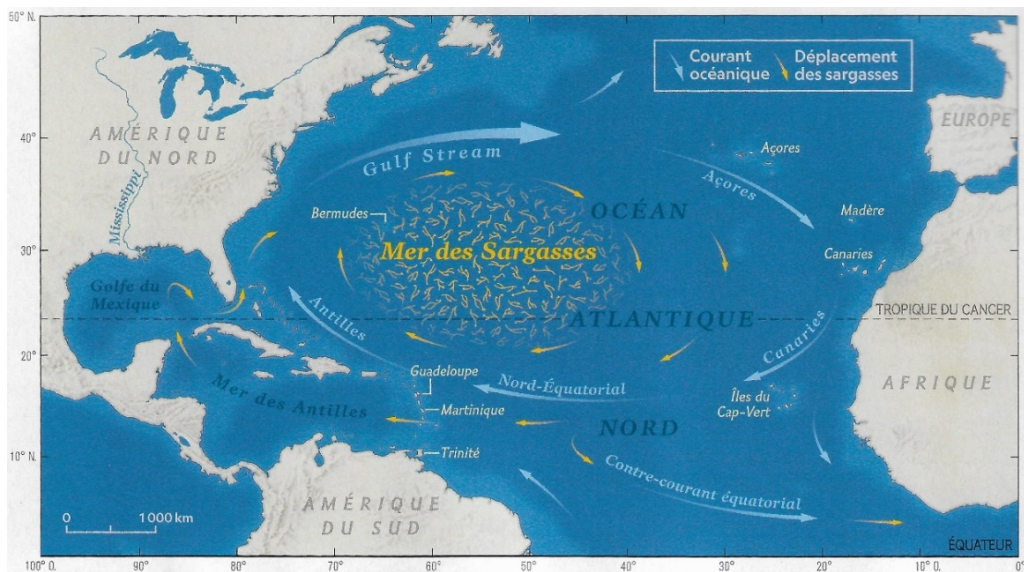 50° N.
Courant océanique
Déplacement des sargasses
AMÉRIQUE
DU NORD
EUROPE
40°
Gulf Stream
Açores
Açores
Mississippi
Bermudes
OCÉAN
Madère
30°
Mer des Sargasses
Canaries
Golfe du
Mexique
Antilles
ATLANTIQUE
TROPIQUE DU CANCER
Canaries
20°
Guadeloupe
Nord-Équatorial
Mer des Antilles
Martinique
Îles du
Cap-Vert
AFRIQUE
NORD
10° N.
Trinité
Contre-courant équatorial
AMÉRIQUE
DU SUD
0 1 000 km
ÉQUATEUR
100° O. 90° 80° 70° 60° 50° 40° 30° 20° 10° O. 0°